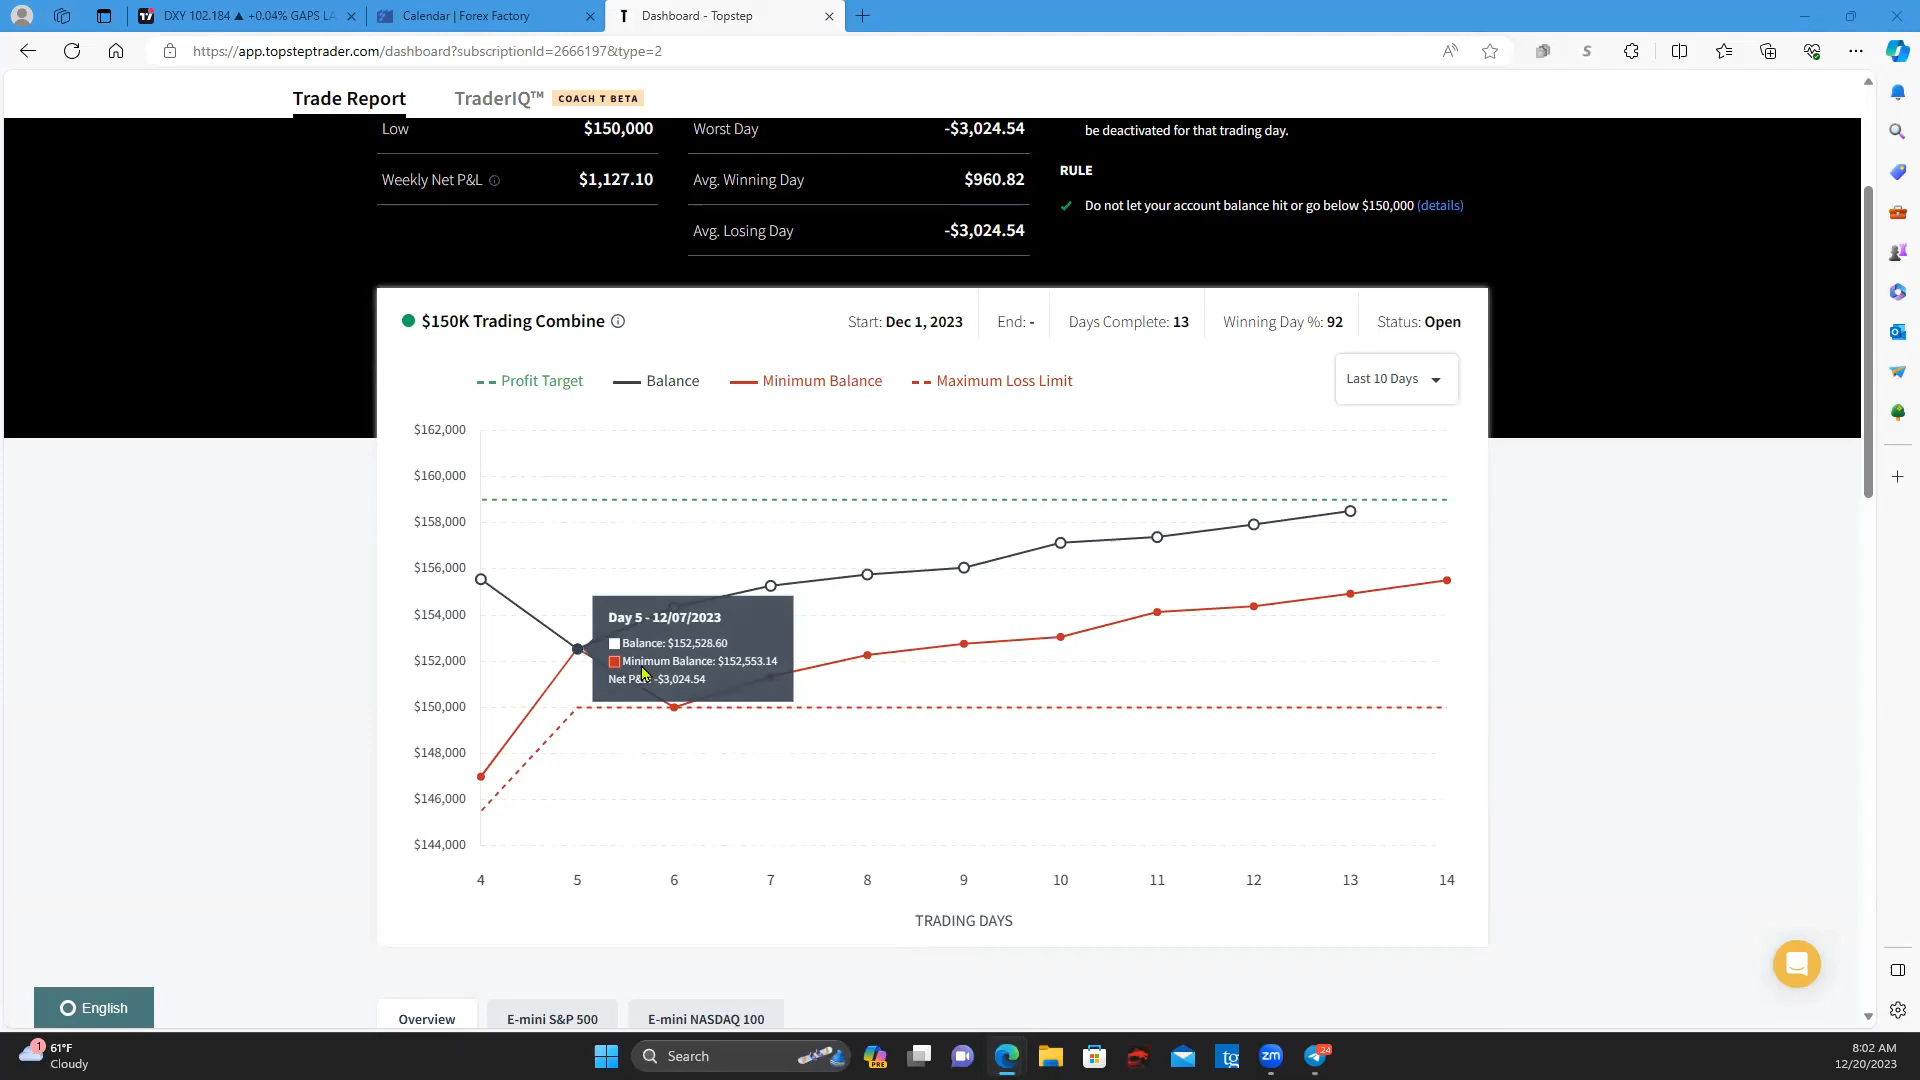 DXY 102.184 ▲ +0.04% GAPS LA
Calendar | Forex Factory
Dashboard - Topstep
https://app.topsteptrader.com/dashboard?subscriptionId=2666197&type=2
Trade Report
TraderIQ™ COACH T BETA
Low $150,000
Weekly Net P&L $1,127.10
Worst Day -$3,024.54
Avg. Winning Day $960.82
Avg. Losing Day -$3,024.54
be deactivated for that trading day.
RULE
Do not let your account balance hit or go below $150,000 (details)
$150K Trading Combine
Start: Dec 1, 2023
End: -
Days Complete: 13
Winning Day %: 92
Status: Open
Profit Target
Balance
Minimum Balance
Maximum Loss Limit
Last 10 Days
$162,000
$160,000
$158,000
$156,000
$154,000
$152,000
$150,000
$148,000
$146,000
$144,000
Day 5 - 12/07/2023
Balance: $152,528.60
Minimum Balance: $152,553.14
Net -$3,024.54
4 5 6 7 8 9 10 11 12 13 14
TRADING DAYS
English
Overview
E-mini S&P 500
E-mini NASDAQ 100
1
61°F
Cloudy
Search
PRE
tg
zm
24
8:02 AM
12/20/2023